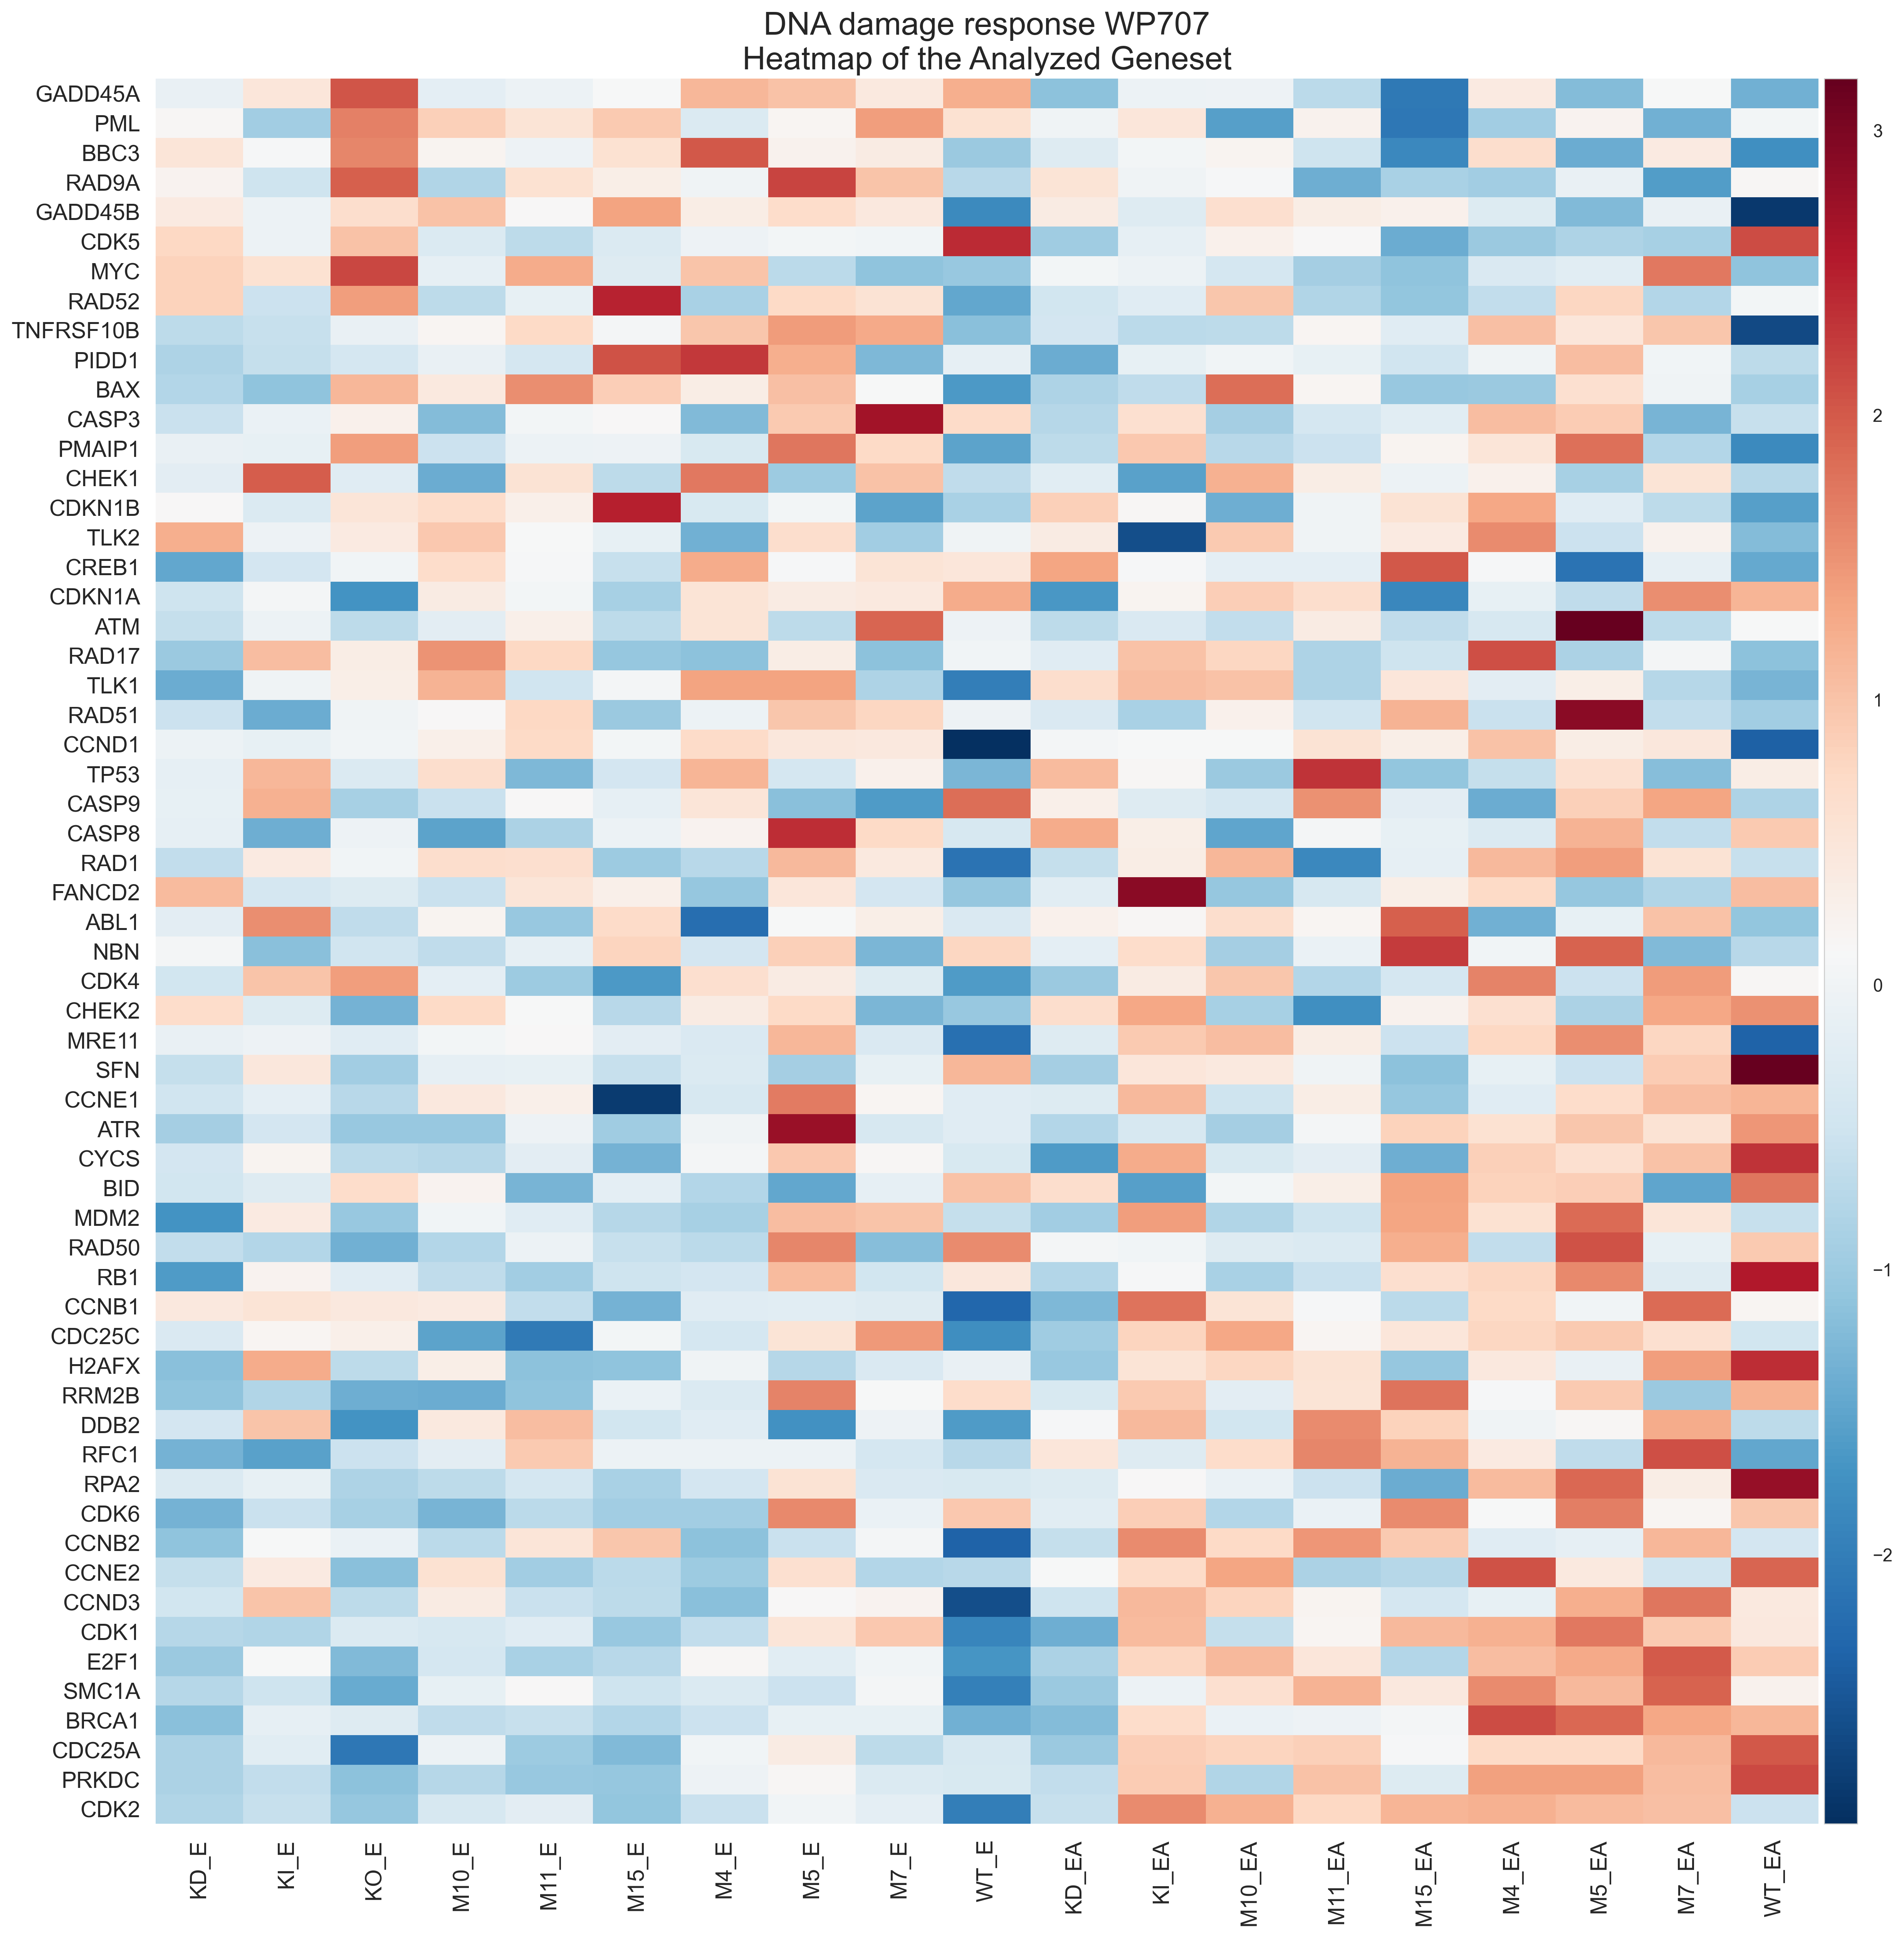 DNA damage response WP707
Heatmap of the Analyzed Geneset
GADD45A
PML
BBC3
RAD9A
GADD45B
CDK5
MYC
RAD52
TNFRSF10B
PIDD1
BAX
CASP3
PMAIP1
CHEK1
CDKN1B
TLK2
CREB1
CDKN1A
ATM
RAD17
TLK1
RAD51
CCND1
TP53
CASP9
CASP8
RAD1
FANCD2
ABL1
NBN
CDK4
CHEK2
MRE11
SFN
CCNE1
ATR
CYCS
BID
MDM2
RAD50
RB1
CCNB1
CDC25C
H2AFX
RRM2B
DDB2
RFC1
RPA2
CDK6
CCNB2
CCNE2
CCND3
CDK1
E2F1
SMC1A
BRCA1
CDC25A
PRKDC
CDK2
KD_E
KI_E
KO_E
M10_E
M11_E
M15_E
M4_E
M5_E
M7_E
WT_E
KD_EA
KI_EA
M10_EA
M11_EA
M15_EA
M4_EA
M5_EA
M7_EA
WT_EA
3
2
1
0
−1
−2